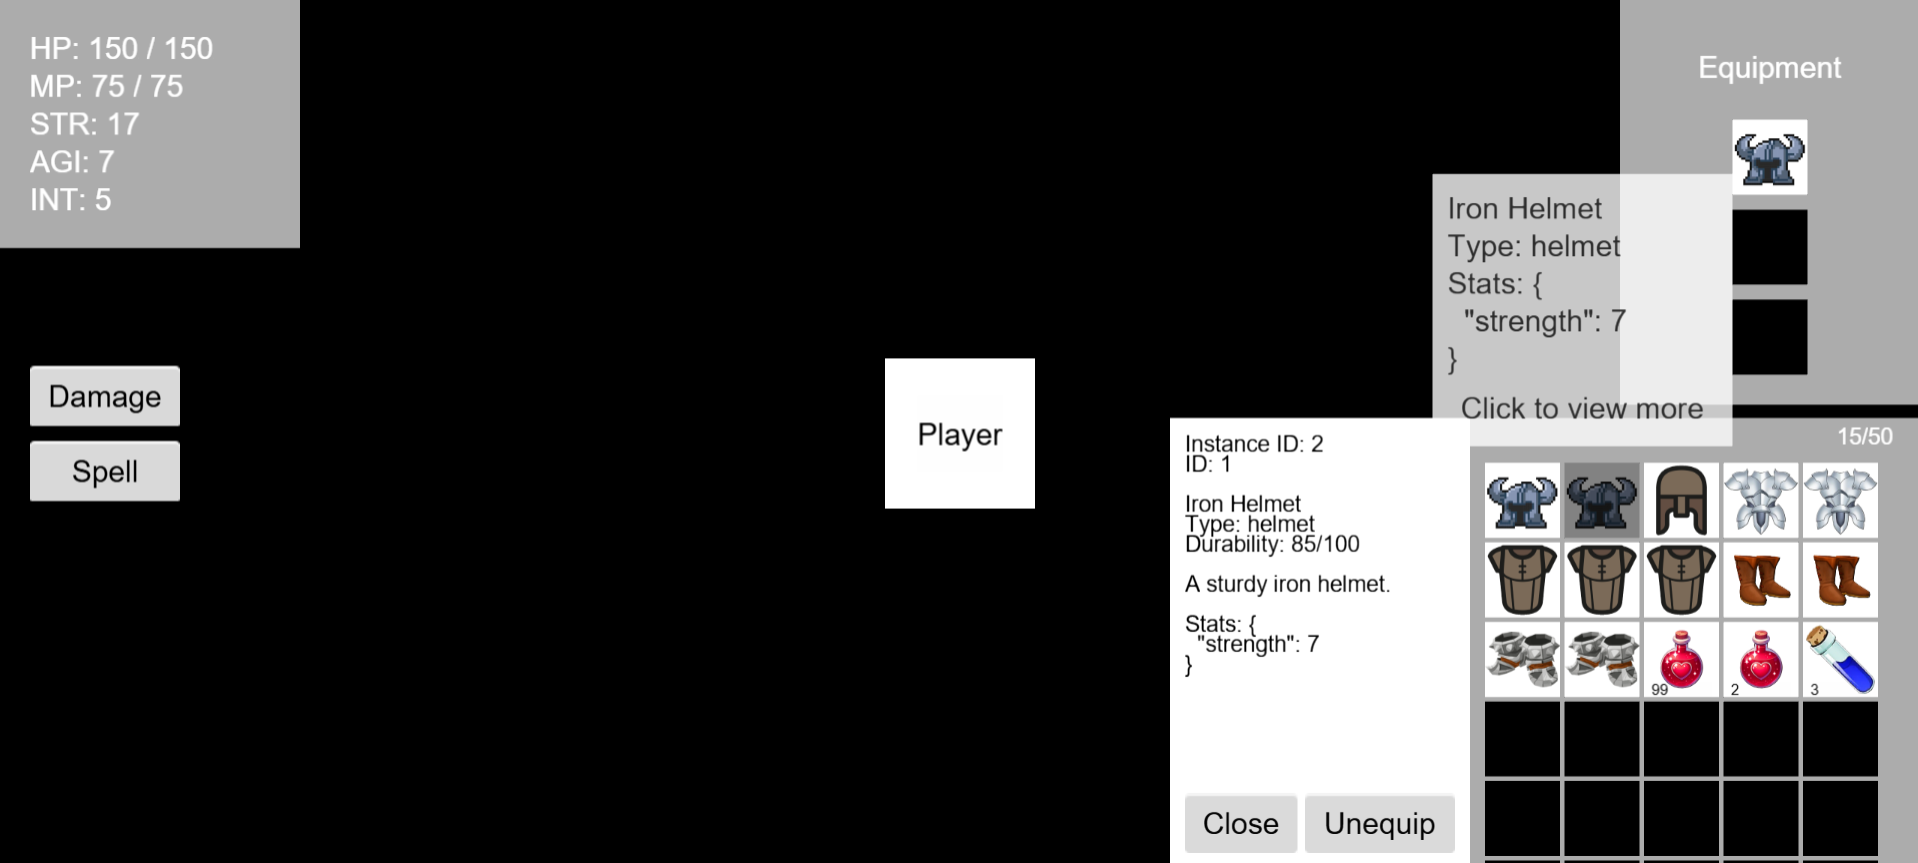 HP: 150 / 150
MP: 75 / 75
STR: 17
AGI: 7
INT: 5
Damage
Spell
Player
Equipment
Iron Helmet
Type: helmet
Stats: {
"strength": 7
}
Click to view more
Instance ID: 2
ID: 1
Iron Helmet
Type: helmet
Durability: 85/100
A sturdy iron helmet.
Stats: {
"strength": 7
}
Close
Unequip
15/50
99
2
3